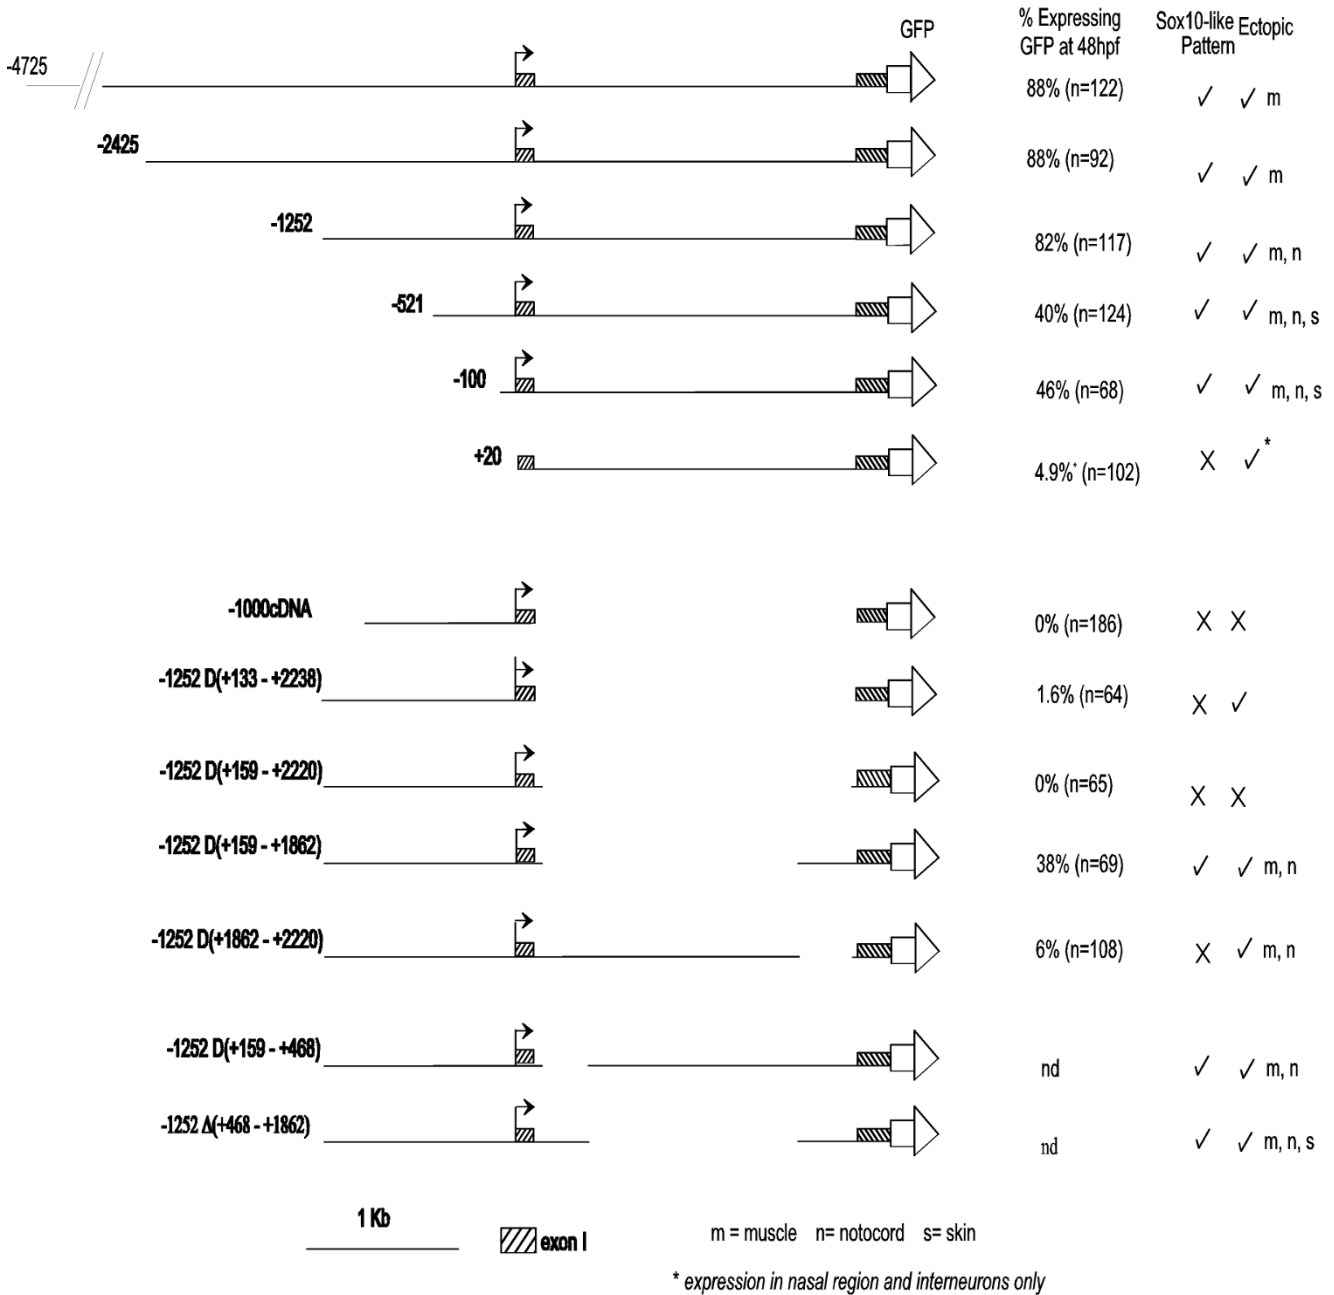 GFP % Expressing GFP at 48hpf Sox10-like Pattern Ectopic
-4725 88% (n=122) ✓ ✓ m
-2425 88% (n=92) ✓ ✓ m
-1252 82% (n=117) ✓ ✓ m, n
-521 40% (n=124) ✓ ✓ m, n, s
-100 46% (n=68) ✓ ✓ m, n, s
+20 4.9%* (n=102) X ✓*
-1000cDNA 0% (n=186) X X
-1252 D(+133 - +2238) 1.6% (n=64) X ✓
-1252 D(+159 - +2220) 0% (n=65) X X
-1252 D(+159 - +1862) 38% (n=69) ✓ ✓ m, n
-1252 D(+1862 - +2220) 6% (n=108) X ✓ m, n
-1252 D(+159 - +468) nd ✓ ✓ m, n
-1252 Δ(+468 - +1862) nd ✓ ✓ m, n, s
1 Kb exon I m = muscle n= notocord s= skin
* expression in nasal region and interneurons only